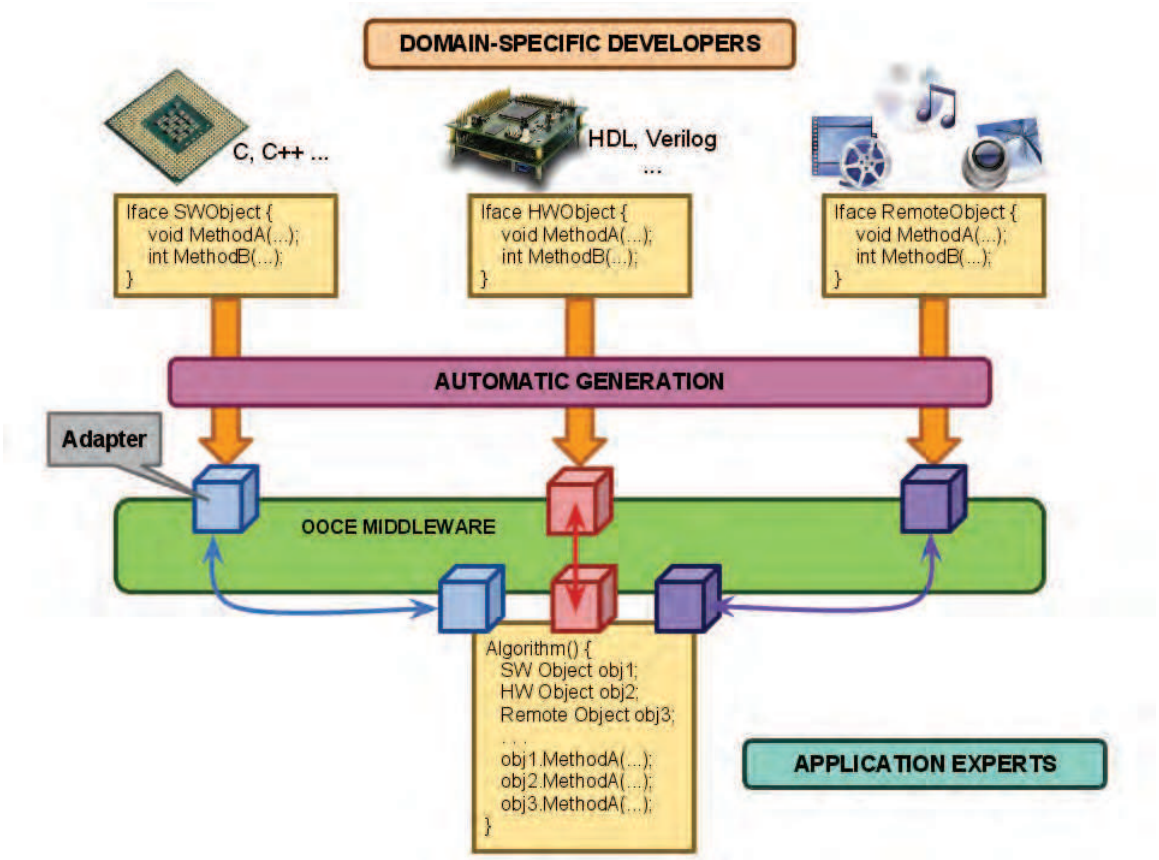 DOMAIN-SPECIFIC DEVELOPERS
C, C++ ...
HDL, Verilog
...
Iface SWObject {
void MethodA(...);
int MethodB(...);
}
Iface HWObject {
void MethodA(...);
int MethodB(...);
}
Iface RemoteObject {
void MethodA(...);
int MethodB(...);
}
AUTOMATIC GENERATION
Adapter
OOCE MIDDLEWARE
Algorithm() {
SW Object obj1;
HW Object obj2;
Remote Object obj3;
. . .
obj1.MethodA(...);
obj2.MethodA(...);
obj3.MethodA(...);
}
APPLICATION EXPERTS